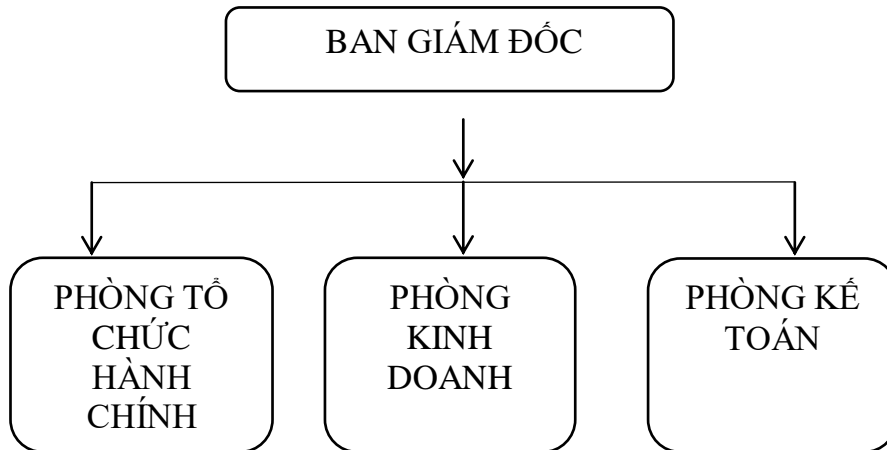 BAN GIÁM ĐỐC
PHÒNG TỔ
CHỨC
HÀNH
CHÍNH
PHÒNG
KINH
DOANH
PHÒNG KẾ
TOÁN